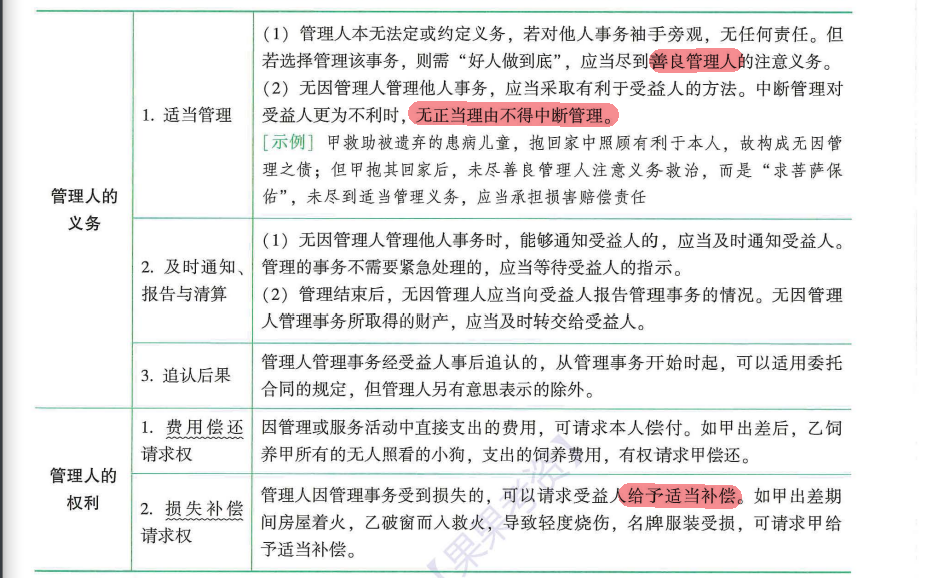 管理人的
义务
1. 适当管理
(1) 管理人本无法定或约定义务，若对他人事务袖手旁观，无任何责任。但
若选择管理该事务，则需“好人做到底”，应当尽到善良管理人的注意义务。
(2) 无因管理人管理他人事务，应当采取有利于受益人的方法。中断管理对
受益人更为不利时，无正当理由不得中断管理。
[示例] 甲救助被遗弃的患病儿童，抱回家中照顾有利于本人，故构成无因管
理之债；但甲抱其回家后，未尽善良管理人注意义务救治，而是“求菩萨保
佑”，未尽到适当管理义务，应当承担损害赔偿责任
2. 及时通知、
报告与清算
(1) 无因管理人管理他人事务时，能够通知受益人的，应当及时通知受益人。
管理的事务不需要紧急处理的，应当等待受益人的指示。
(2) 管理结束后，无因管理人应当向受益人报告管理事务的情况。无因管理
人管理事务所取得的财产，应当及时转交给受益人。
3. 追认后果
管理人管理事务经受益人事后追认的，从管理事务开始时起，可以适用委托
合同的规定，但管理人另有意思表示的除外。
管理人的
权利
1. 费用偿还
请求权
因管理或服务活动中直接支出的费用，可请求本人偿付。如甲出差后，乙饲
养甲所有的无人照看的小狗，支出的饲养费用，有权请求甲偿还。
2. 损失补偿
请求权
管理人因管理事务受到损失的，可以请求受益人给予适当补偿。如甲出差期
间房屋着火，乙破窗而入救火，导致轻度烧伤，名牌服装受损，可请求甲给
予适当补偿。
【果果考资】